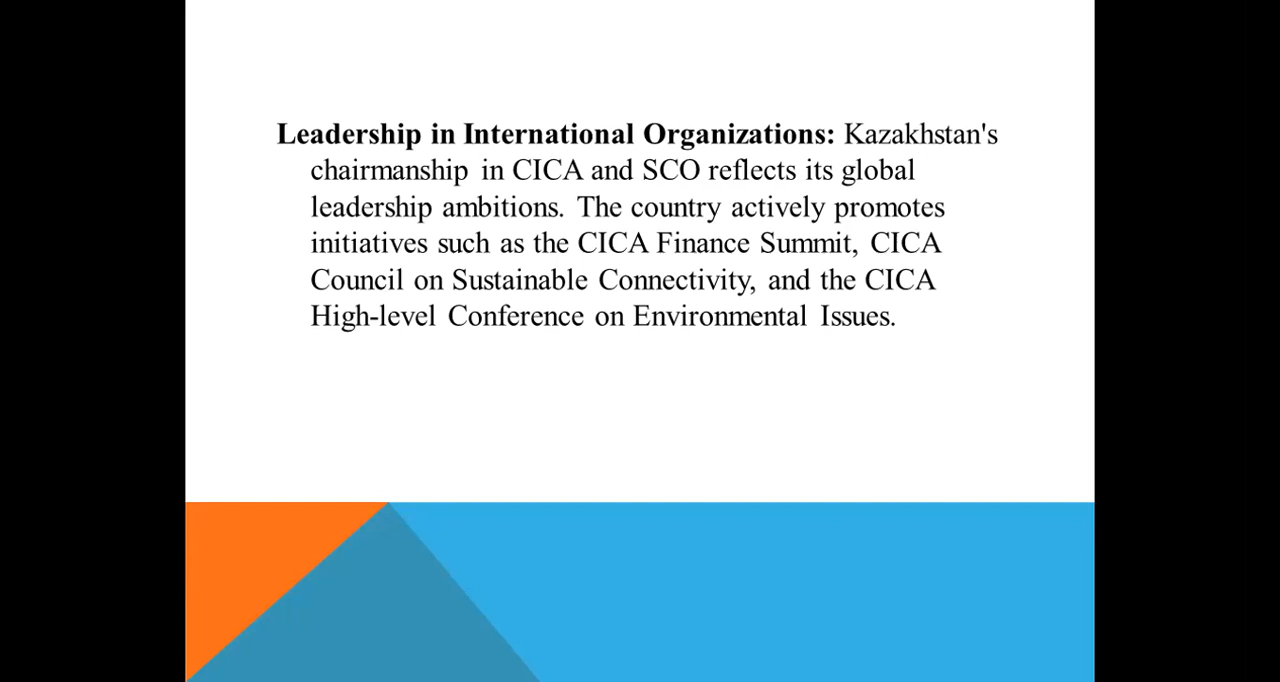 Leadership in International Organizations: Kazakhstan's
chairmanship in CICA and SCO reflects its global
leadership ambitions. The country actively promotes
initiatives such as the CICA Finance Summit, CICA
Council on Sustainable Connectivity, and the CICA
High-level Conference on Environmental Issues.